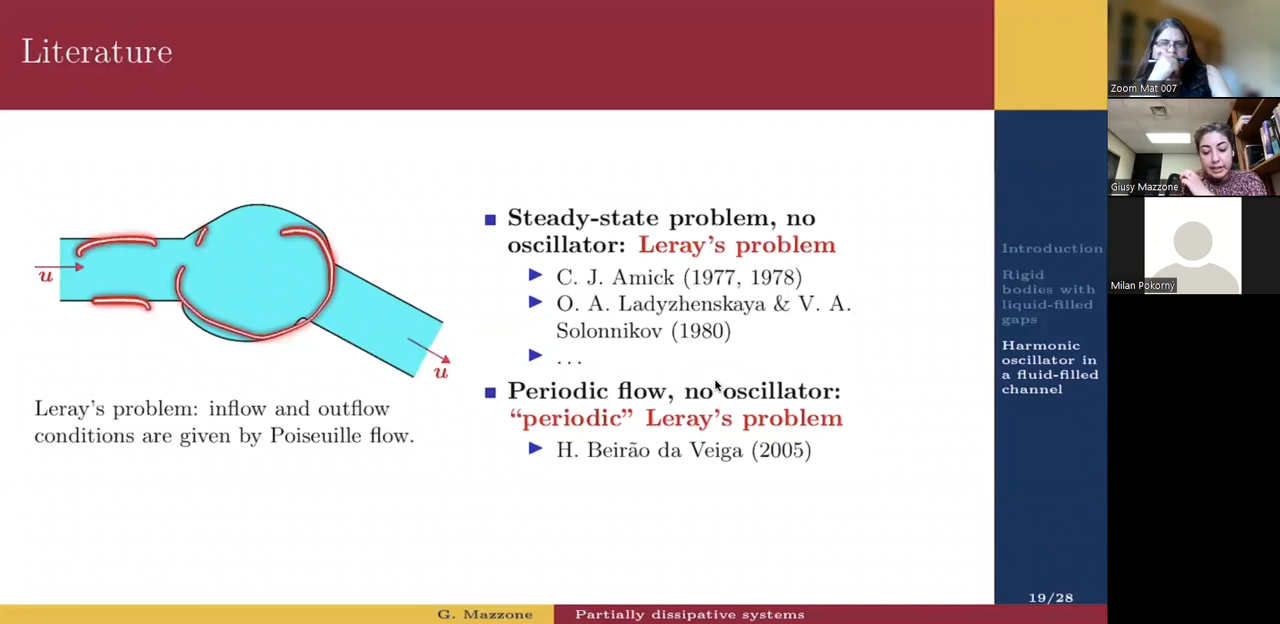 Literature
u
u
Leray's problem: inflow and outflow
conditions are given by Poiseuille flow.
Steady-state problem, no
oscillator: Leray's problem
C. J. Amick (1977, 1978)
O. A. Ladyzhenskaya & V. A.
Solonnikov (1980)
...
Periodic flow, no oscillator:
“periodic” Leray's problem
H. Beirão da Veiga (2005)
Introduction
Rigid
bodies with
liquid-filled
gaps
Harmonic
oscillator in
a fluid-filled
channel
19/28
G. Mazzone
Partially dissipative systems
Zoom Mat 007
Giusy Mazzone
Milan Pokorný